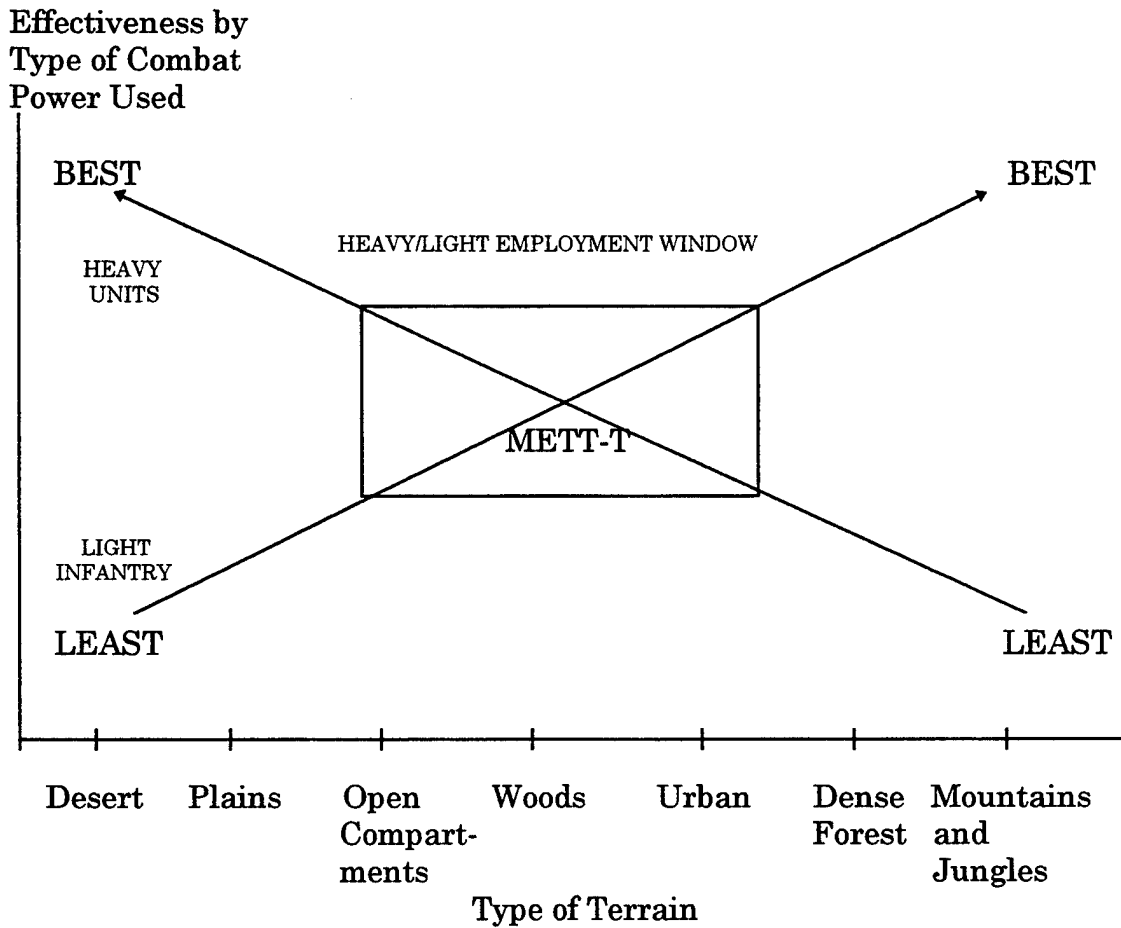 Effectiveness by
Type of Combat
Power Used
BEST
BEST
HEAVY/LIGHT EMPLOYMENT WINDOW
HEAVY
UNITS
METT-T
LIGHT
INFANTRY
LEAST
LEAST
Desert
Plains
Open
Compart-
ments
Woods
Urban
Dense
Forest
Mountains
and
Jungles
Type of Terrain